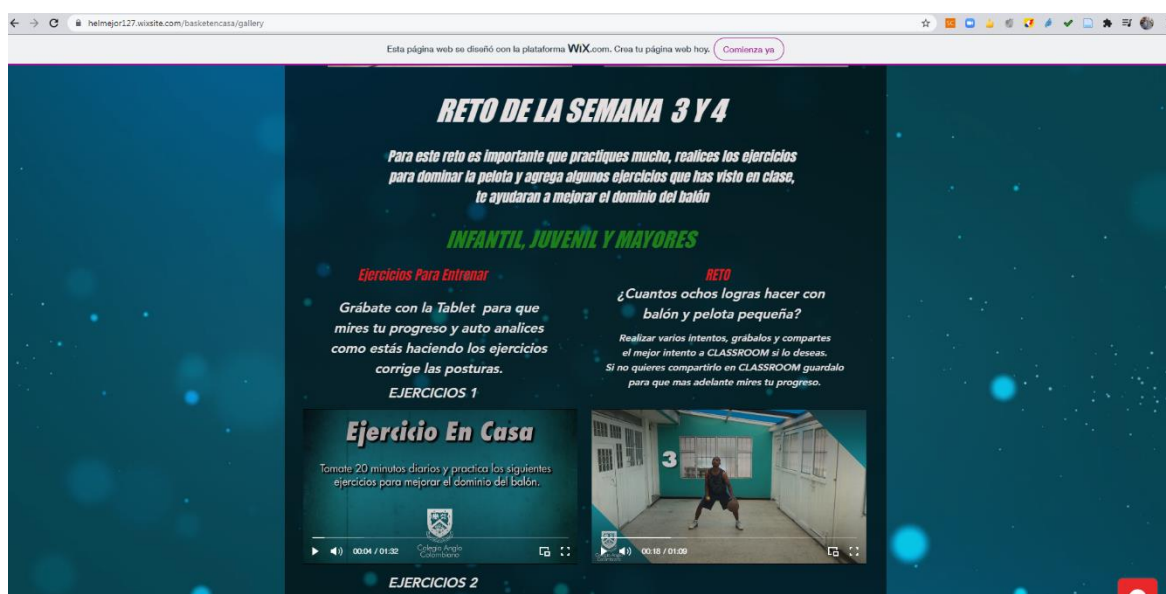 helmejor127.wixsite.com/basketencasa/gallery
Esta página web se diseñó con la plataforma WiX.com. Crea tu página web hoy. Comienza ya
RETO DE LA SEMANA 3 Y 4
Para este reto es importante que practiques mucho, realices los ejercicios
para dominar la pelota y agrega algunos ejercicios que has visto en clase,
te ayudaran a mejorar el dominio del balón
INFANTIL, JUVENIL Y MAYORES
Ejercicios Para Entrenar
Grábate con la Tablet para que
mires tu progreso y auto analices
como estás haciendo los ejercicios
corrige las posturas.
EJERCICIOS 1
Ejercicio En Casa
Tomate 20 minutos diarios y practica los siguientes
ejercicios para mejorar el dominio del balón.
Colegio Anglo
Colombiano
00:04 / 01:32
EJERCICIOS 2
RETO
¿Cuantos ochos logras hacer con
balón y pelota pequeña?
Realizar varios intentos, grábalos y compartes
el mejor intento a CLASSROOM si lo deseas.
Si no quieres compartirlo en CLASSROOM guardalo
para que mas adelante mires tu progreso.
3
00:18 / 01:09